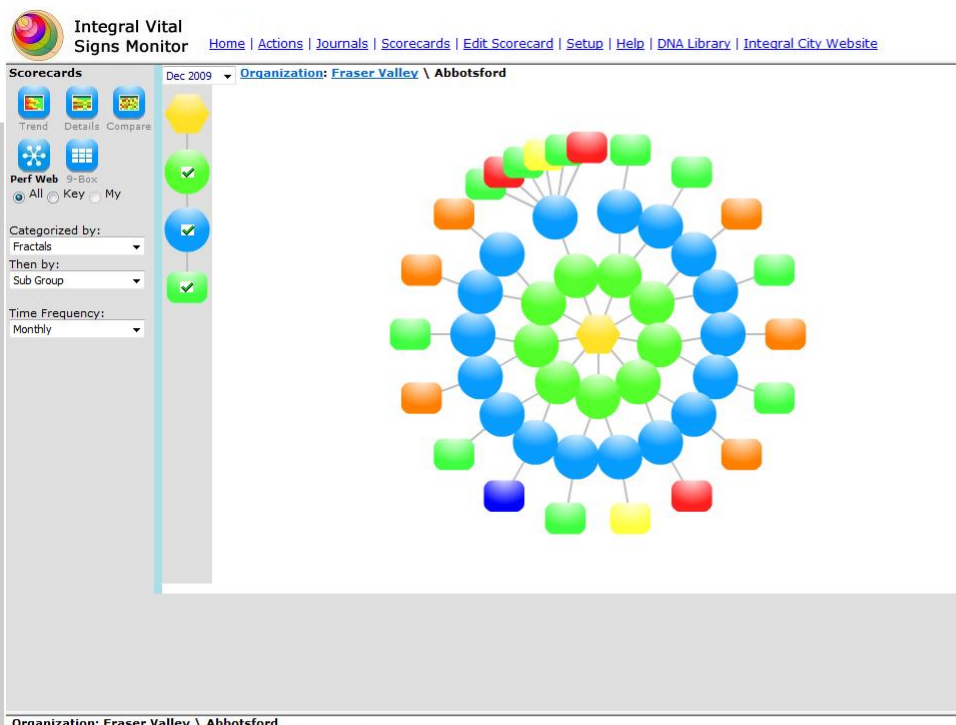 Integral Vital
Signs Monitor
Home | Actions | Journals | Scorecards | Edit Scorecard | Setup | Help | DNA Library | Integral City Website
Scorecards
Dec 2009
Organization: Fraser Valley \ Abbotsford
Trend Details Compare
Perf Web 9-Box
All Key My
Categorized by:
Fractals
Then by:
Sub Group
Time Frequency:
Monthly
Organization: Fraser Valley \ Abbotsford